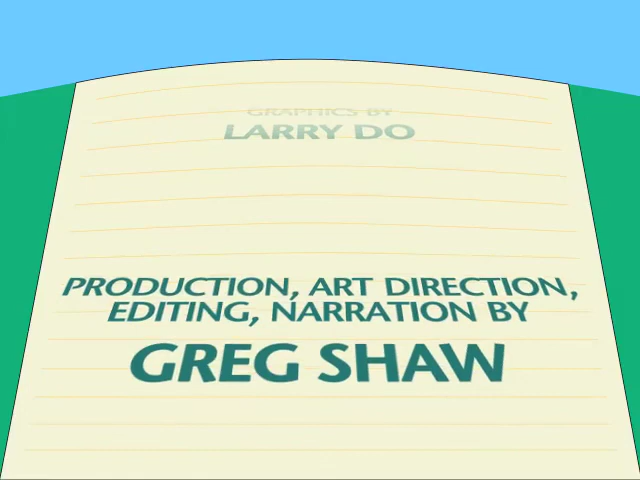 GRAPHICS BY
LARRY DO
PRODUCTION, ART DIRECTION,
EDITING, NARRATION BY
GREG SHAW